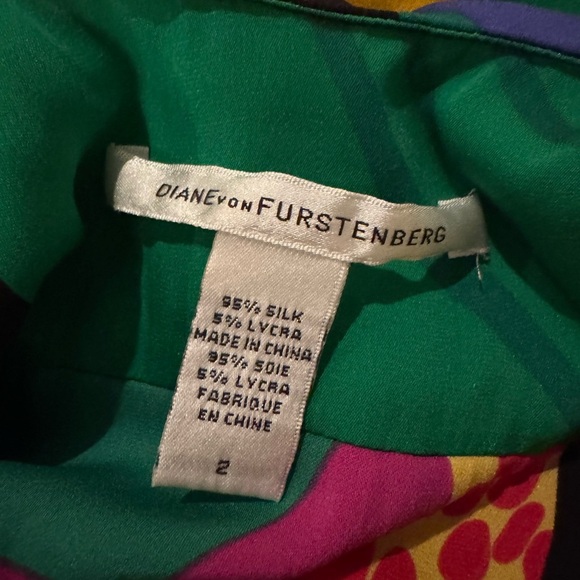 DIANE VON FURSTENBERG
95% SILK
5% LYCRA
MADE IN CHINA
95% SOIE
5% LYCRA
FABRIQUE
EN CHINE
2